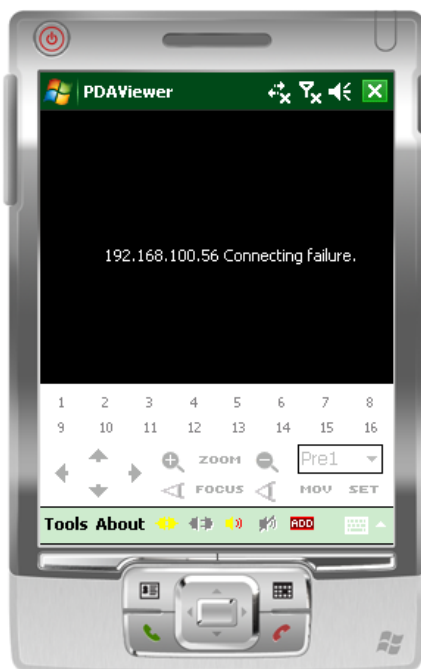 PDAViewer
192.168.100.56 Connecting failure.
1 2 3 4 5 6 7 8
9 10 11 12 13 14 15 16
ZOOM Pre1
FOCUS MOV SET
Tools About ADD